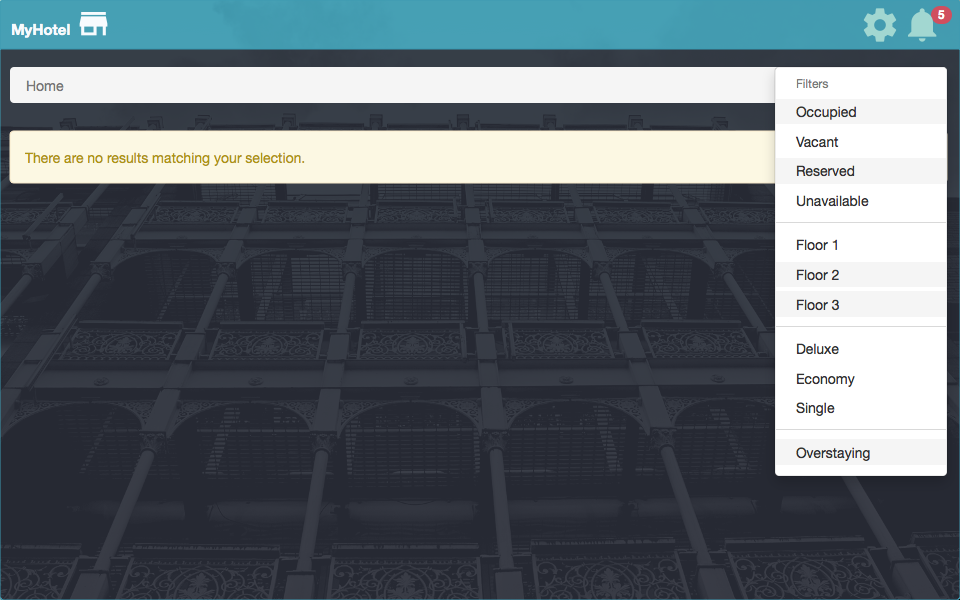 MyHotel
5
Home
Filters
Occupied
There are no results matching your selection.
Vacant
Reserved
Unavailable
Floor 1
Floor 2
Floor 3
Deluxe
Economy
Single
Overstaying